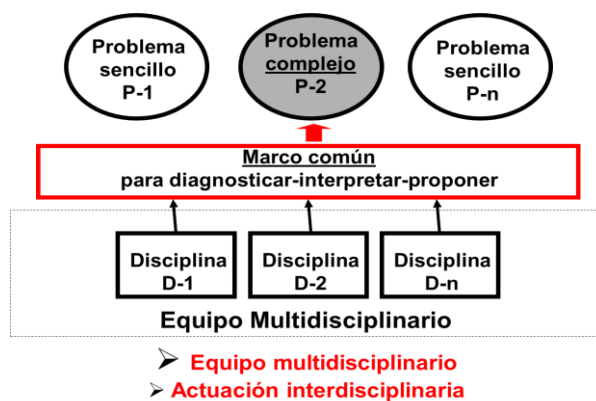 Problema
sencillo
P-1
Problema
complejo
P-2
Problema
sencillo
P-n
Marco común
para diagnosticar-interpretar-proponer
Disciplina
D-1
Disciplina
D-2
Disciplina
D-n
Equipo Multidisciplinario
➢ Equipo multidisciplinario
➢ Actuación interdisciplinaria